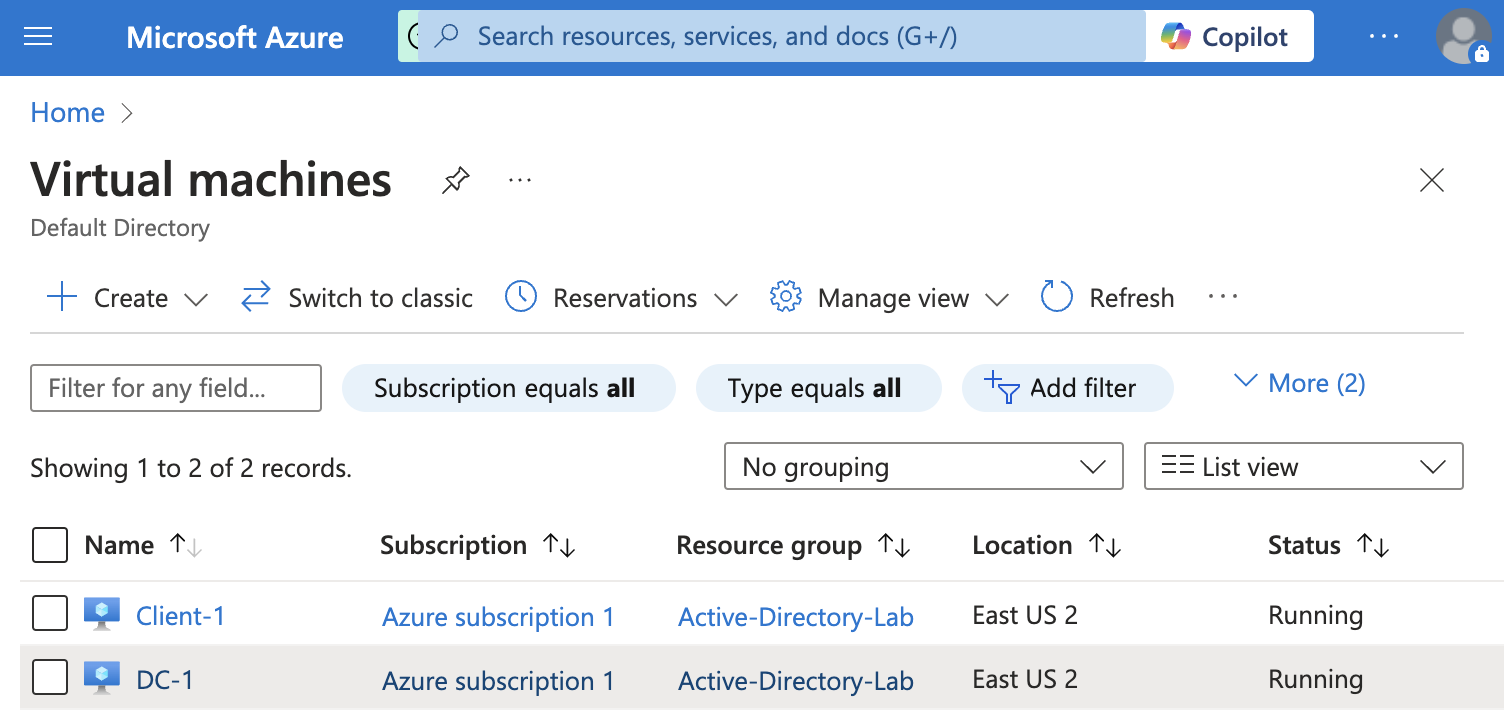 Microsoft Azure Search resources, services, and docs (G+/) Copilot ...
Home >
Virtual machines ...
Default Directory
+ Create Switch to classic Reservations Manage view Refresh ...
Filter for any field... Subscription equals all Type equals all Add filter More (2)
Showing 1 to 2 of 2 records. No grouping List view
Name ↑↓ Subscription ↑↓ Resource group ↑↓ Location ↑↓ Status ↑↓
Client-1 Azure subscription 1 Active-Directory-Lab East US 2 Running
DC-1 Azure subscription 1 Active-Directory-Lab East US 2 Running